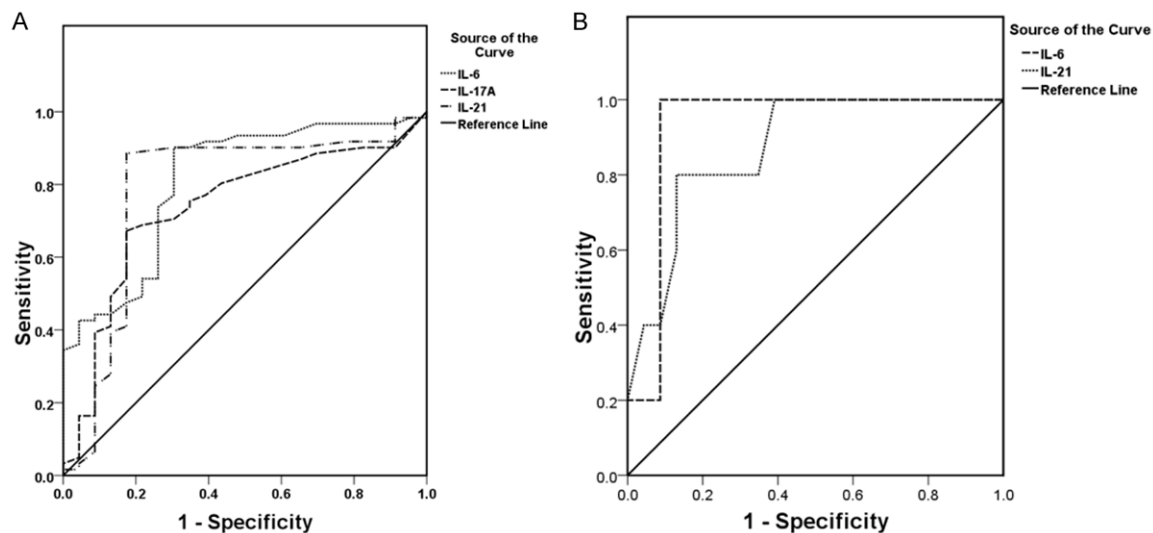 A
Source of the
Curve
IL-6
IL-17A
IL-21
Reference Line
1.0
0.8
0.6
0.4
0.2
0.0
Sensitivity
0.0 0.2 0.4 0.6 0.8 1.0
1 - Specificity
B
Source of the Curve
IL-6
IL-21
Reference Line
1.0
0.8
0.6
0.4
0.2
0.0
Sensitivity
0.0 0.2 0.4 0.6 0.8 1.0
1 - Specificity